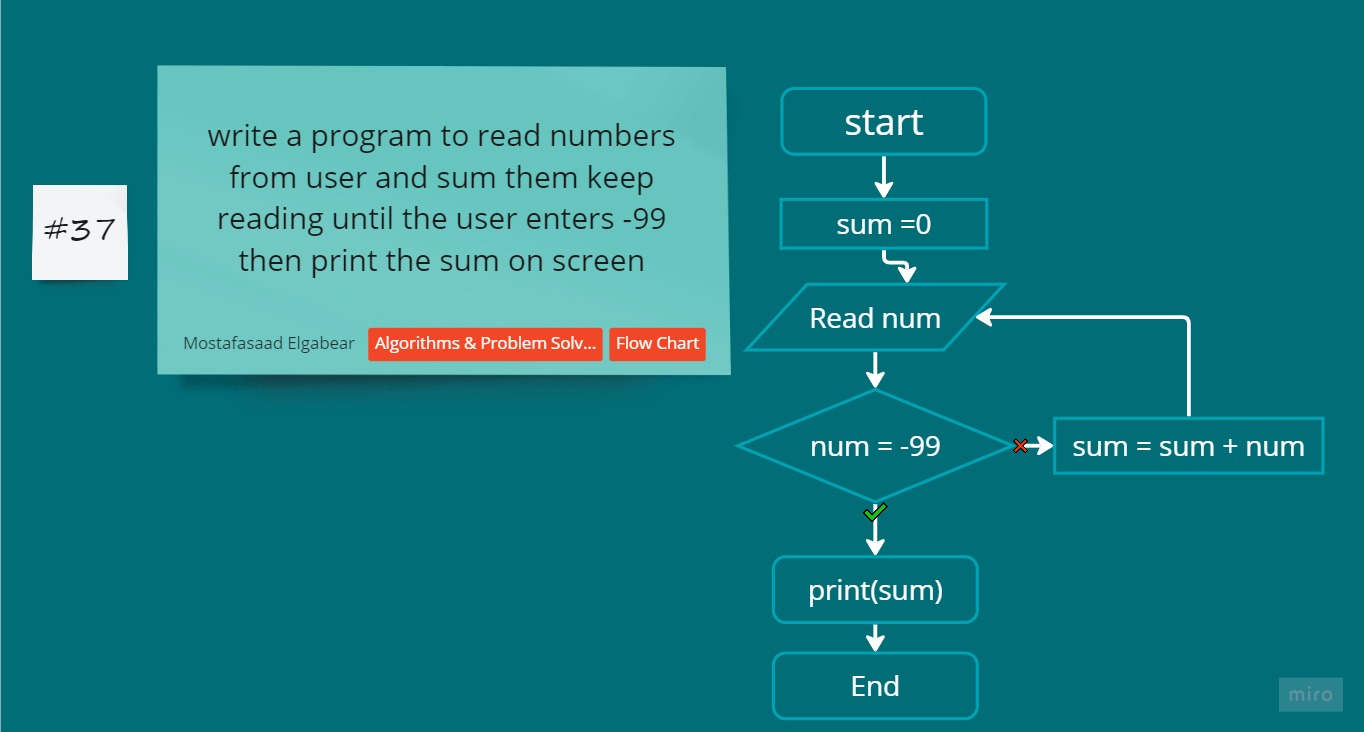 #37
write a program to read numbers
from user and sum them keep
reading until the user enters -99
then print the sum on screen
Mostafasaad Elgabear
Algorithms & Problem Solv...
Flow Chart
start
sum =0
Read num
num = -99
sum = sum + num
print(sum)
End
miro